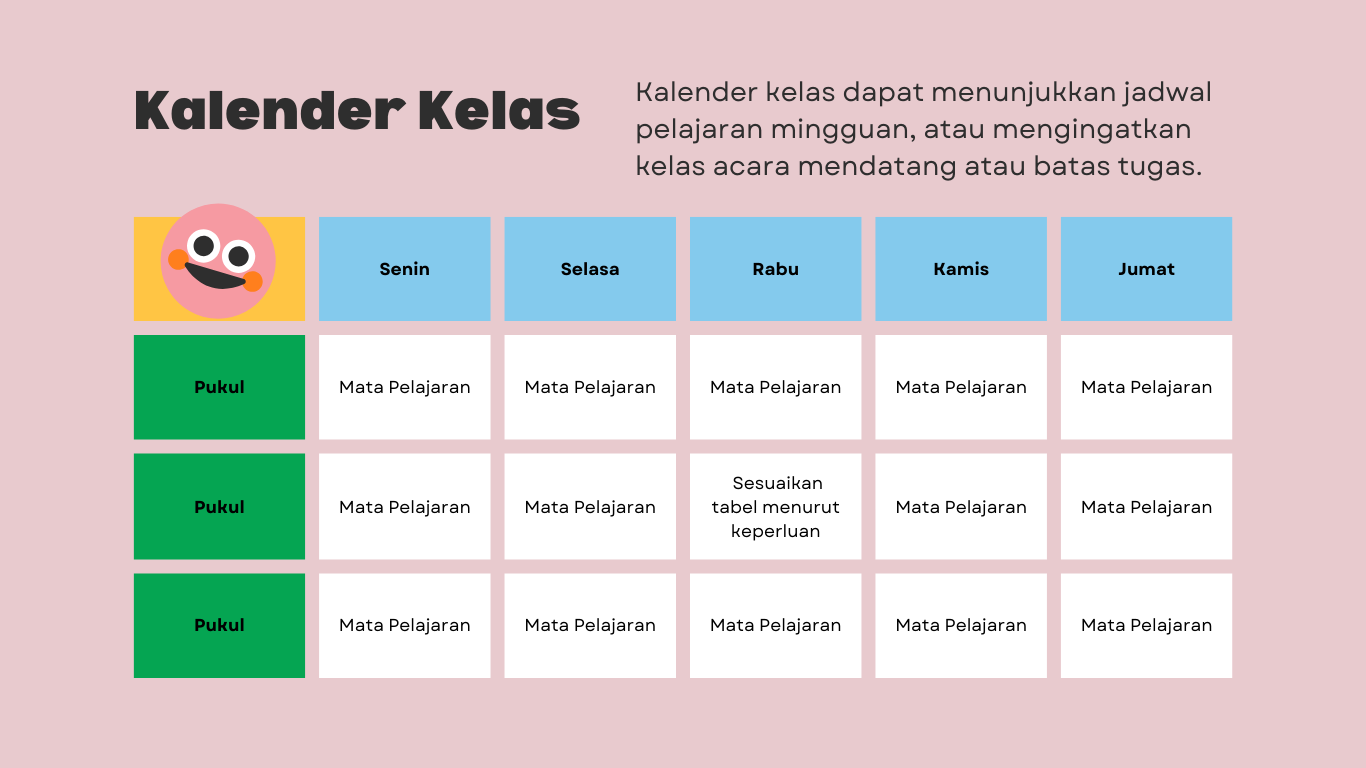 Kalender Kelas
Kalender kelas dapat menunjukkan jadwal
pelajaran mingguan, atau mengingatkan
kelas acara mendatang atau batas tugas.
Senin Selasa Rabu Kamis Jumat
Pukul Mata Pelajaran Mata Pelajaran Mata Pelajaran Mata Pelajaran Mata Pelajaran
Pukul Mata Pelajaran Mata Pelajaran Sesuaikan
tabel menurut
keperluan Mata Pelajaran Mata Pelajaran
Pukul Mata Pelajaran Mata Pelajaran Mata Pelajaran Mata Pelajaran Mata Pelajaran